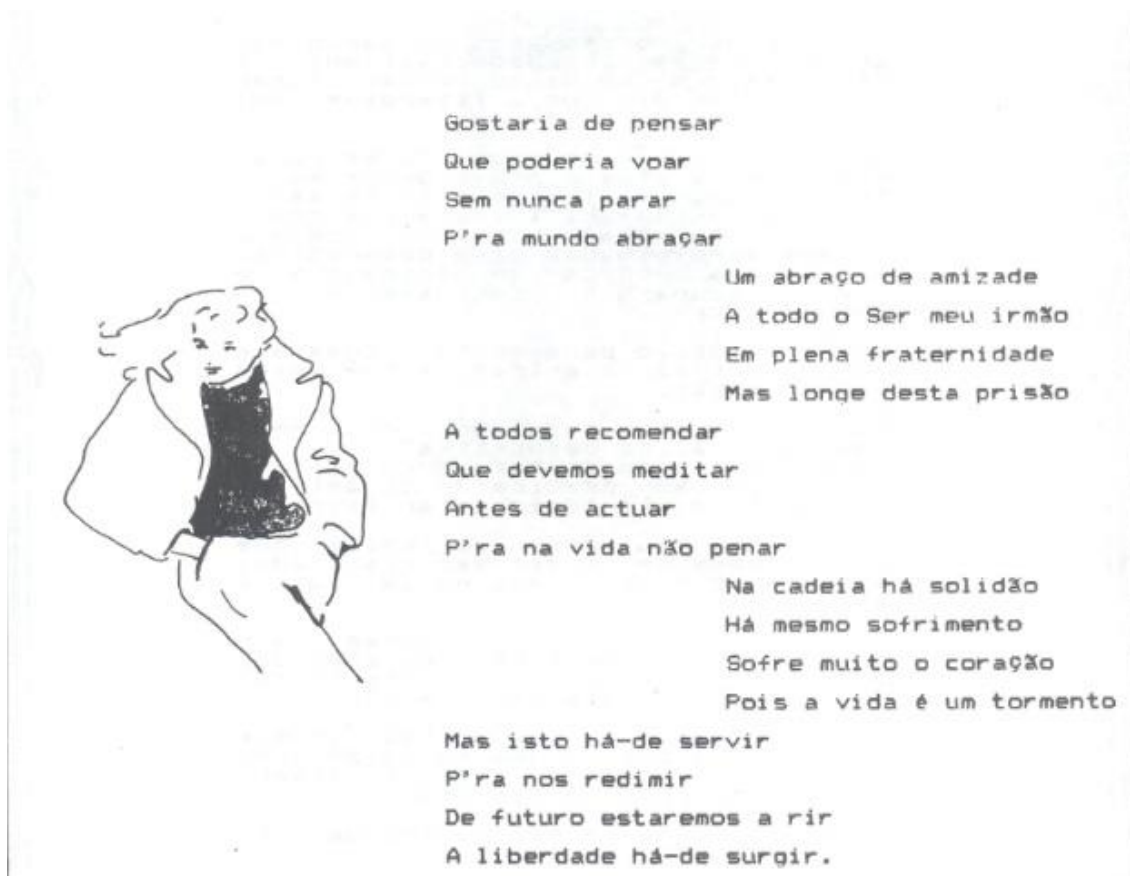 Gostaria de pensar
Que poderia voar
Sem nunca parar
P'ra mundo abraçar
Um abraço de amizade
A todo o Ser meu irmão
Em plena fraternidade
Mas longe desta prisão
A todos recomendar
Que devemos meditar
Antes de actuar
P'ra na vida não penar
Na cadeia há solidão
Há mesmo sofrimento
Sofre muito o coração
Pois a vida é um tormento
Mas isto há-de servir
P'ra nos redimir
De futuro estaremos a rir
A liberdade há-de surgir.